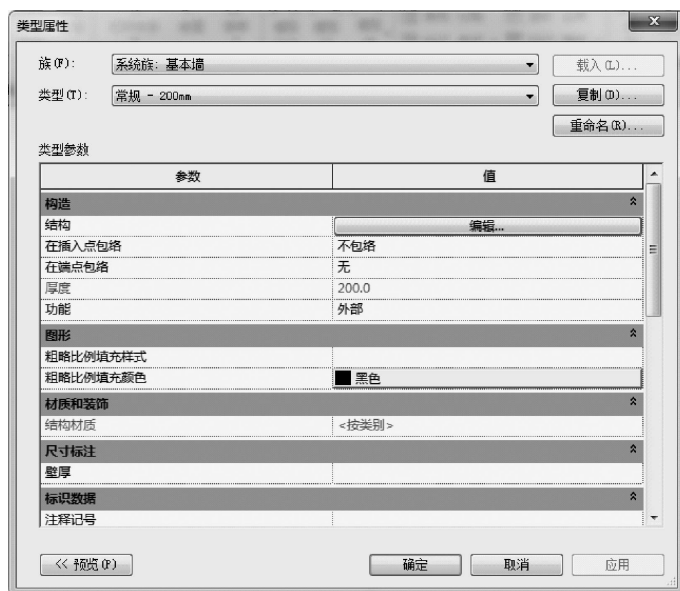 类型属性
族(F): 系统族: 基本墙 载入(L)...
类型(T): 常规 - 200mm 复制(D)...
重命名(R)...
类型参数
参数 值
构造
结构 编辑...
在插入点包络 不包络
在端点包络 无
厚度 200.0
功能 外部
图形
粗略比例填充样式
粗略比例填充颜色 黑色
材质和装饰
结构材质 <按类别>
尺寸标注
壁厚
标识数据
注释记号
<< 预览(P) 确定 取消 应用